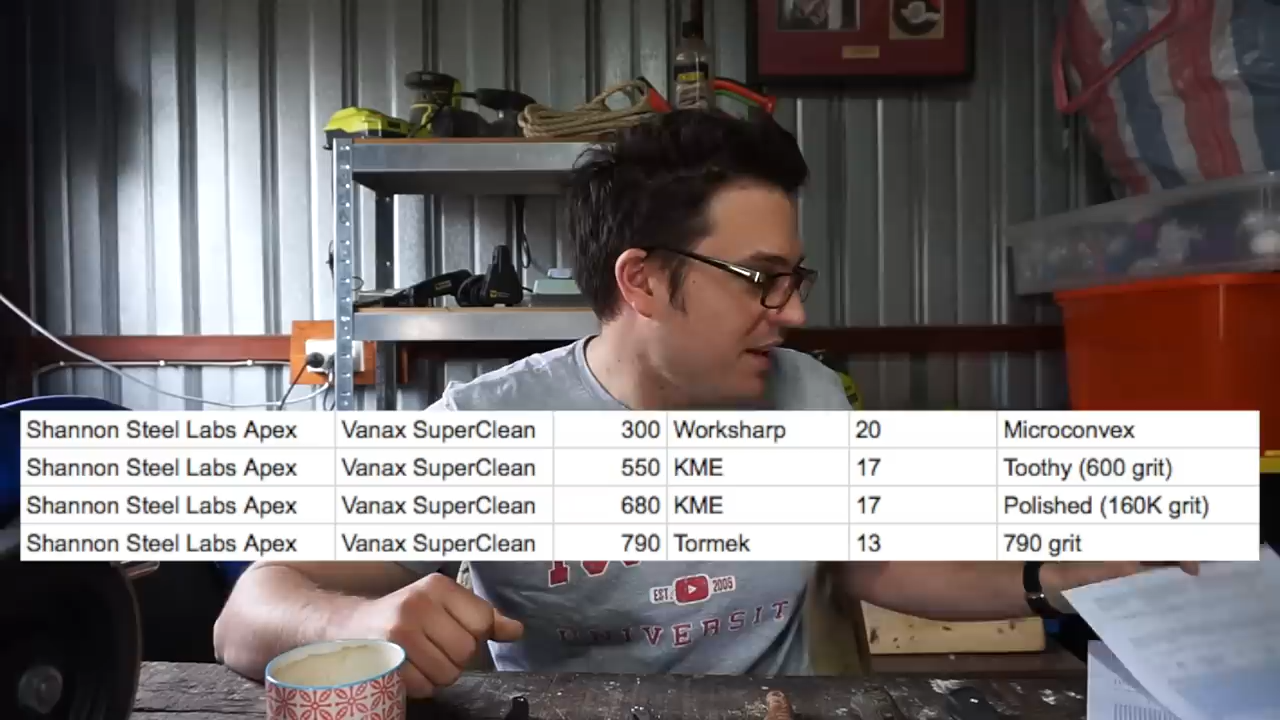 Shannon Steel Labs Apex Vanax SuperClean 300 Worksharp 20 Microconvex
Shannon Steel Labs Apex Vanax SuperClean 550 KME 17 Toothy (600 grit)
Shannon Steel Labs Apex Vanax SuperClean 680 KME 17 Polished (160K grit)
Shannon Steel Labs Apex Vanax SuperClean 790 Tormek 13 790 grit
EST. 2005
UNIVERSIT